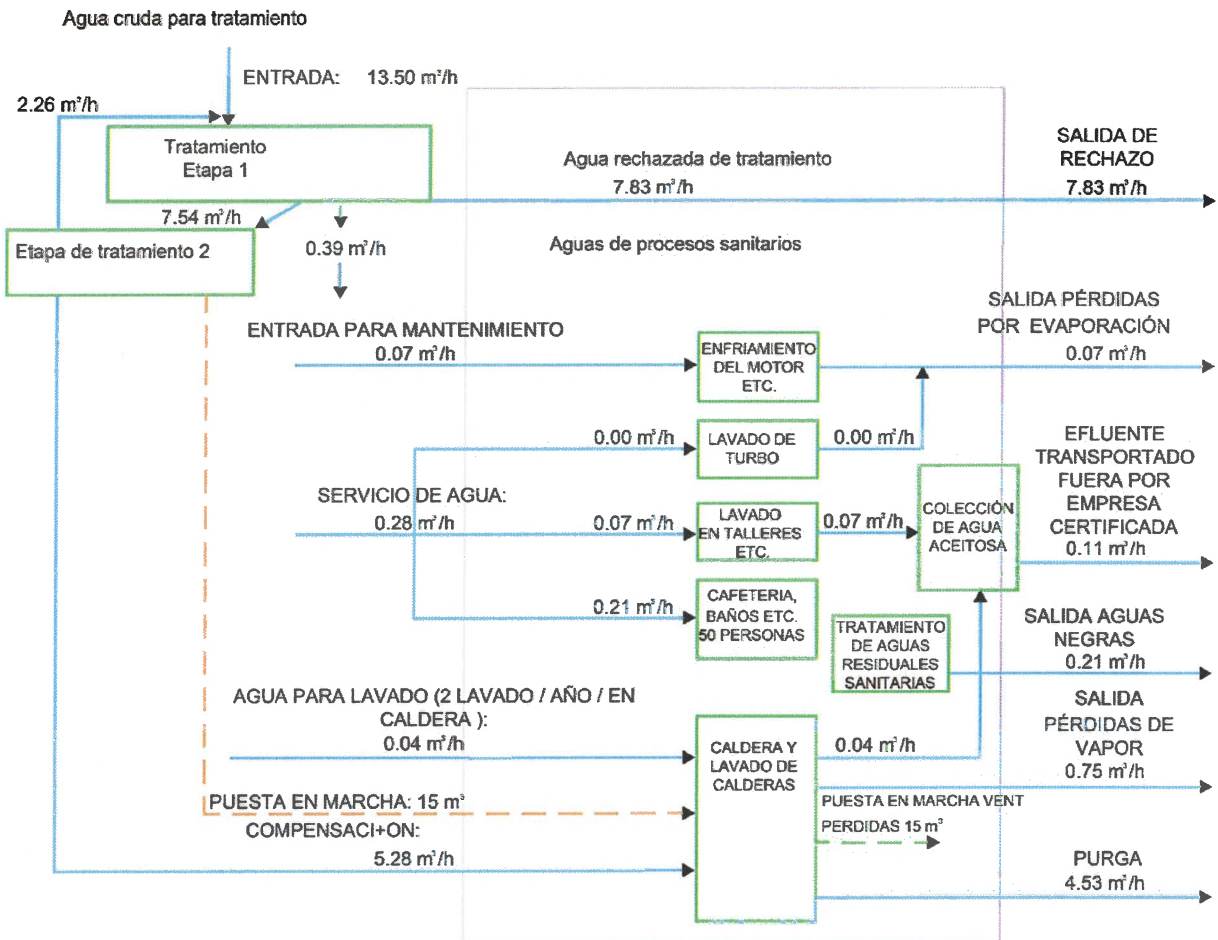 Agua cruda para tratamiento
ENTRADA: 13.50 m³/h
2.26 m³/h
Tratamiento
Etapa 1
Agua rechazada de tratamiento
7.83 m³/h
SALIDA DE
RECHAZO
7.83 m³/h
7.54 m³/h
0.39 m³/h
Etapa de tratamiento 2
Aguas de procesos sanitarios
ENTRADA PARA MANTENIMIENTO
0.07 m³/h
ENFRIAMIENTO
DEL MOTOR
ETC.
SALIDA PÉRDIDAS
POR EVAPORACIÓN
0.07 m³/h
0.00 m³/h
LAVADO DE
TURBO
0.00 m³/h
SERVICIO DE AGUA:
0.28 m³/h
0.07 m³/h
LAVADO
EN TALLERES
ETC.
0.07 m³/h
COLECCIÓN
DE AGUA
ACEITOSA
EFLUENTE
TRANSPORTADO
FUERA POR
EMPRESA
CERTIFICADA
0.11 m³/h
0.21 m³/h
CAFETERIA,
BAÑOS ETC.
50 PERSONAS
TRATAMIENTO
DE AGUAS
RESIDUALES
SANITARIAS
SALIDA AGUAS
NEGRAS
0.21 m³/h
AGUA PARA LAVADO (2 LAVADO / AÑO / EN
CALDERA ):
0.04 m³/h
CALDERA Y
LAVADO DE
CALDERAS
0.04 m³/h
SALIDA
PÉRDIDAS DE
VAPOR
0.75 m³/h
PUESTA EN MARCHA: 15 m³
PUESTA EN MARCHA VENT
PERDIDAS 15 m³
COMPENSACI+ON:
5.28 m³/h
PURGA
4.53 m³/h